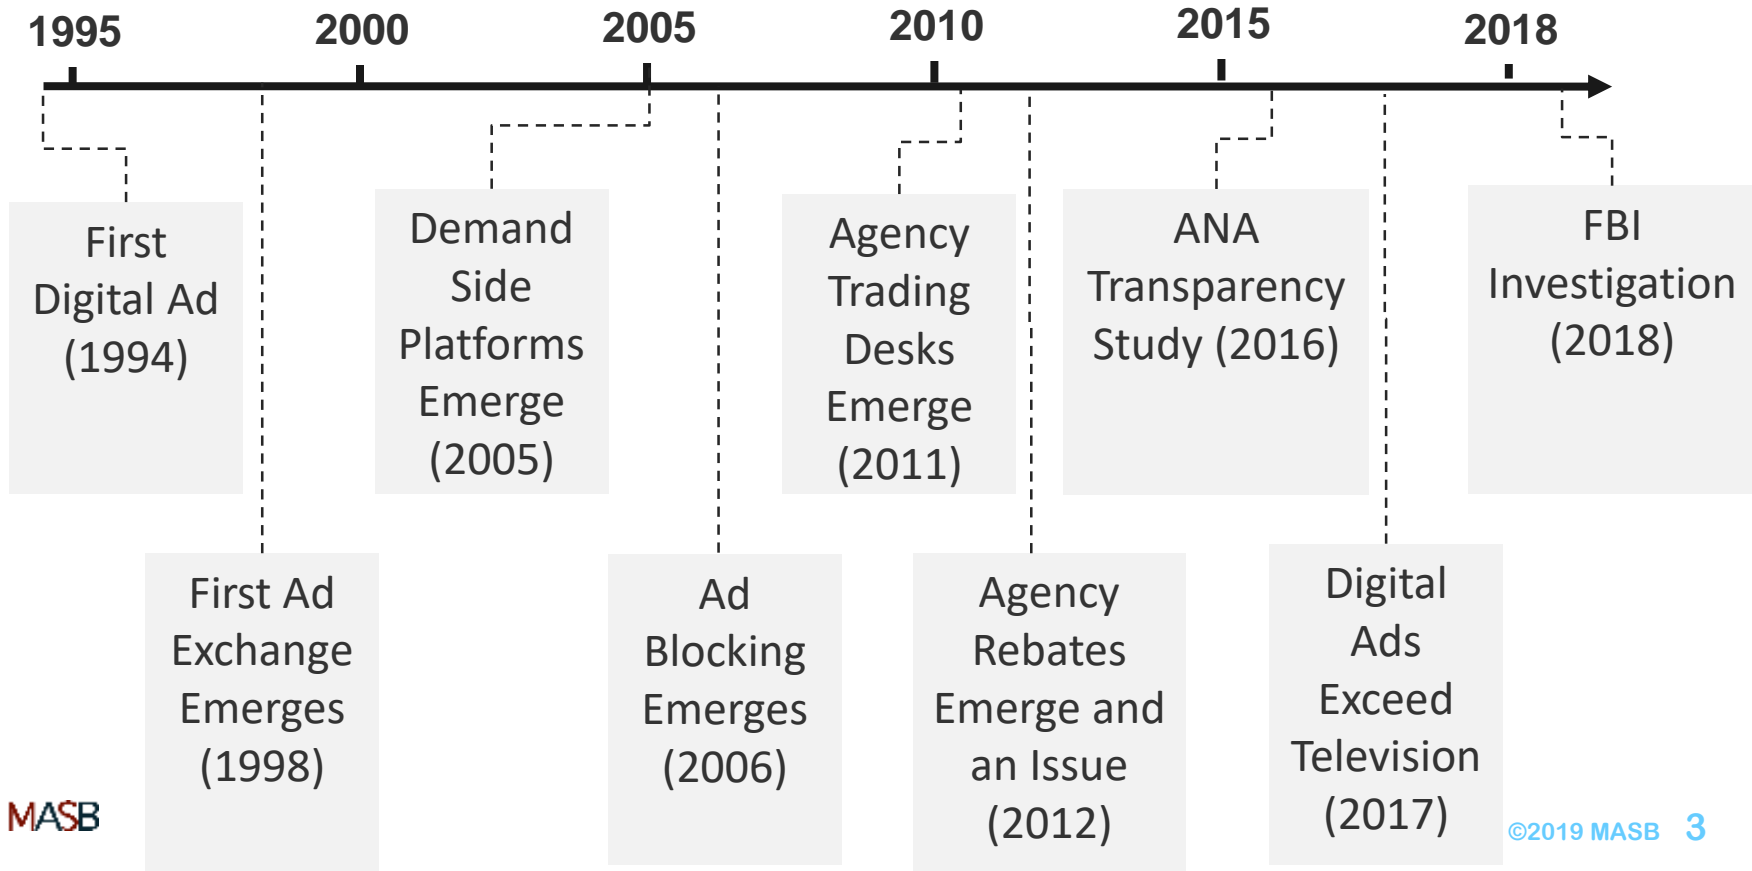 1995 2000 2005 2010 2015 2018
First
Digital Ad
(1994)
Demand
Side
Platforms
Emerge
(2005)
Agency
Trading
Desks
Emerge
(2011)
ANA
Transparency
Study (2016)
FBI
Investigation
(2018)
First Ad
Exchange
Emerges
(1998)
Ad
Blocking
Emerges
(2006)
Agency
Rebates
Emerge and
an Issue
(2012)
Digital
Ads
Exceed
Television
(2017)
MASB
©2019 MASB 3